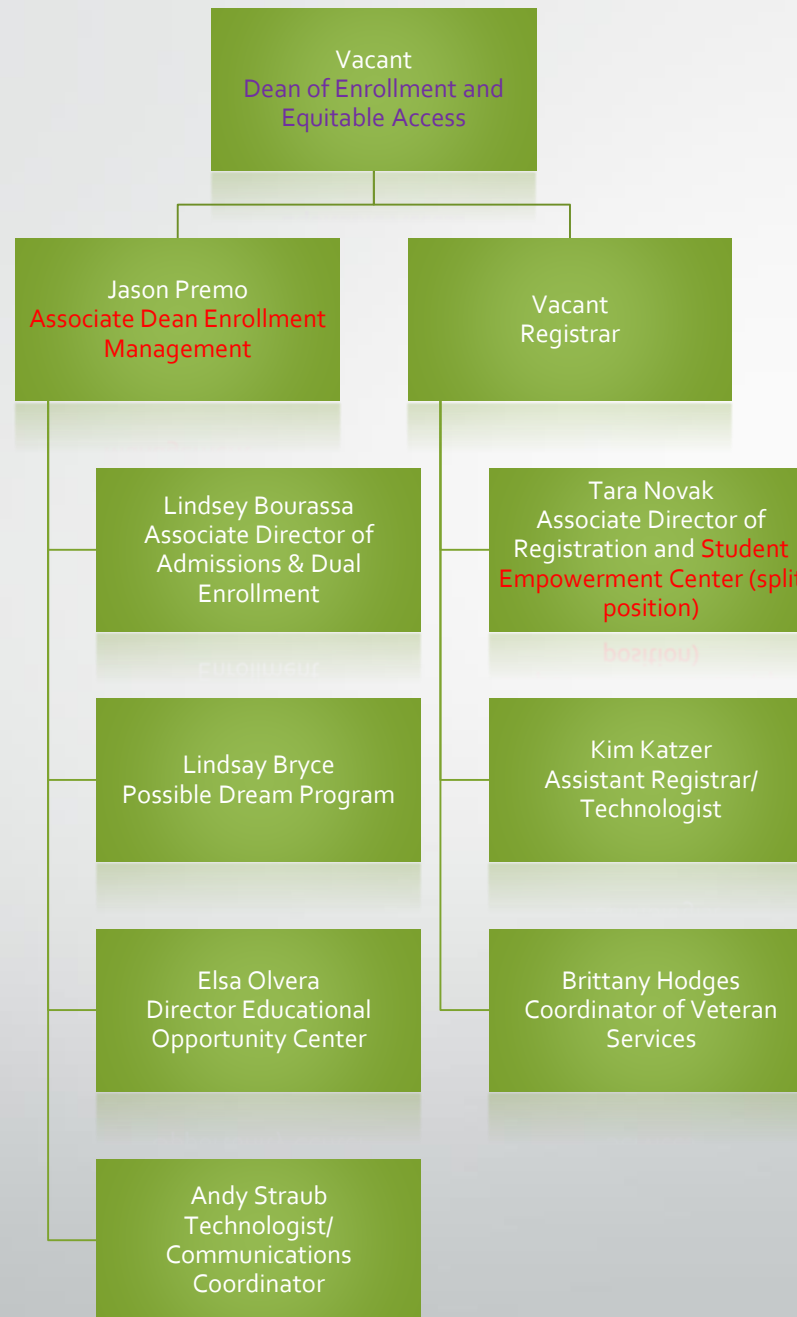 Vacant
Dean of Enrollment and
Equitable Access
Jason Premo
Associate Dean Enrollment
Management
Vacant
Registrar
Lindsey Bourassa
Associate Director of
Admissions & Dual
Enrollment
Lindsay Bryce
Possible Dream Program
Elsa Olvera
Director Educational
Opportunity Center
Andy Straub
Technologist/
Communications
Coordinator
Tara Novak
Associate Director of
Registration and Student
Empowerment Center (split
position)
Kim Katzer
Assistant Registrar/
Technologist
Brittany Hodges
Coordinator of Veteran
Services